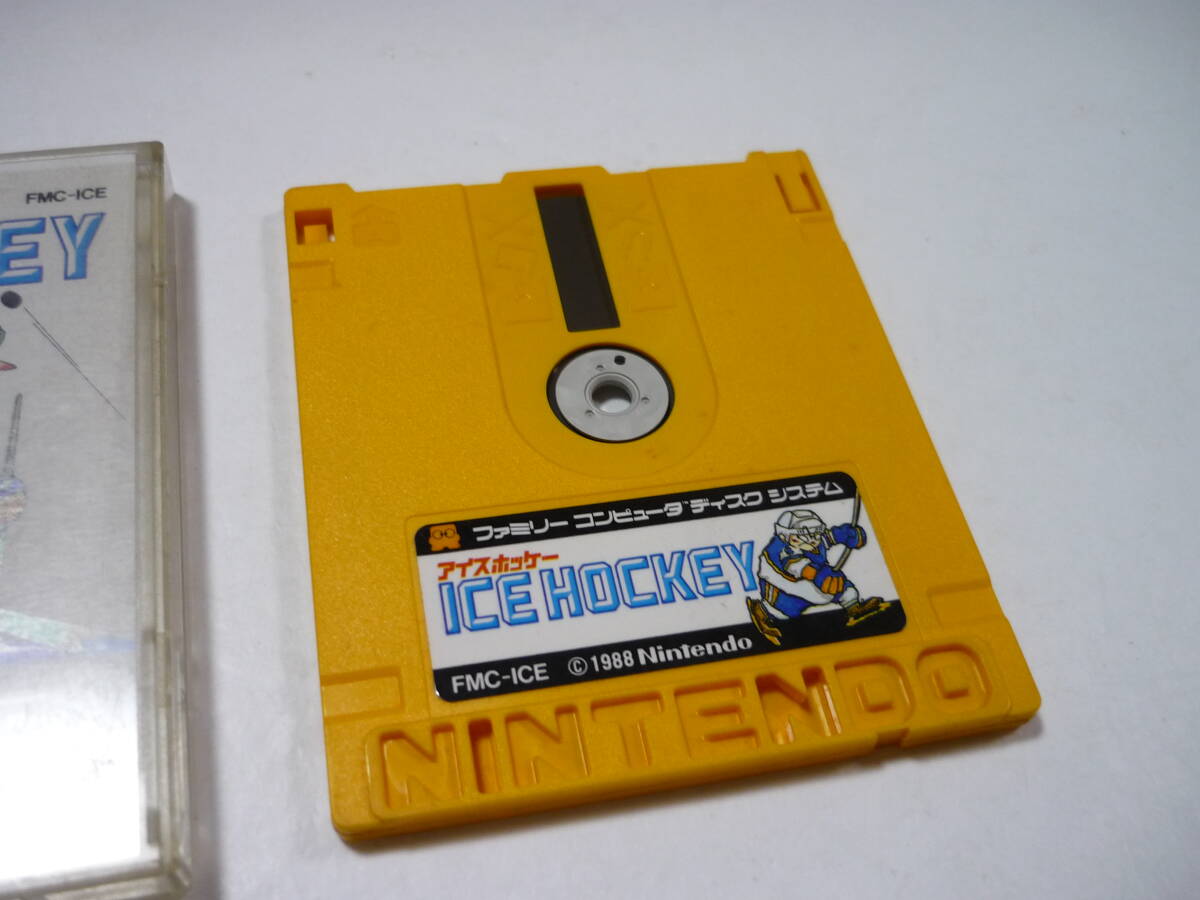 FMC-ICE
EY
ファミリー コンピュータ ディスク システム
アイスホッケー
ICE HOCKEY
FMC-ICE ©1988 Nintendo
NINTENDO